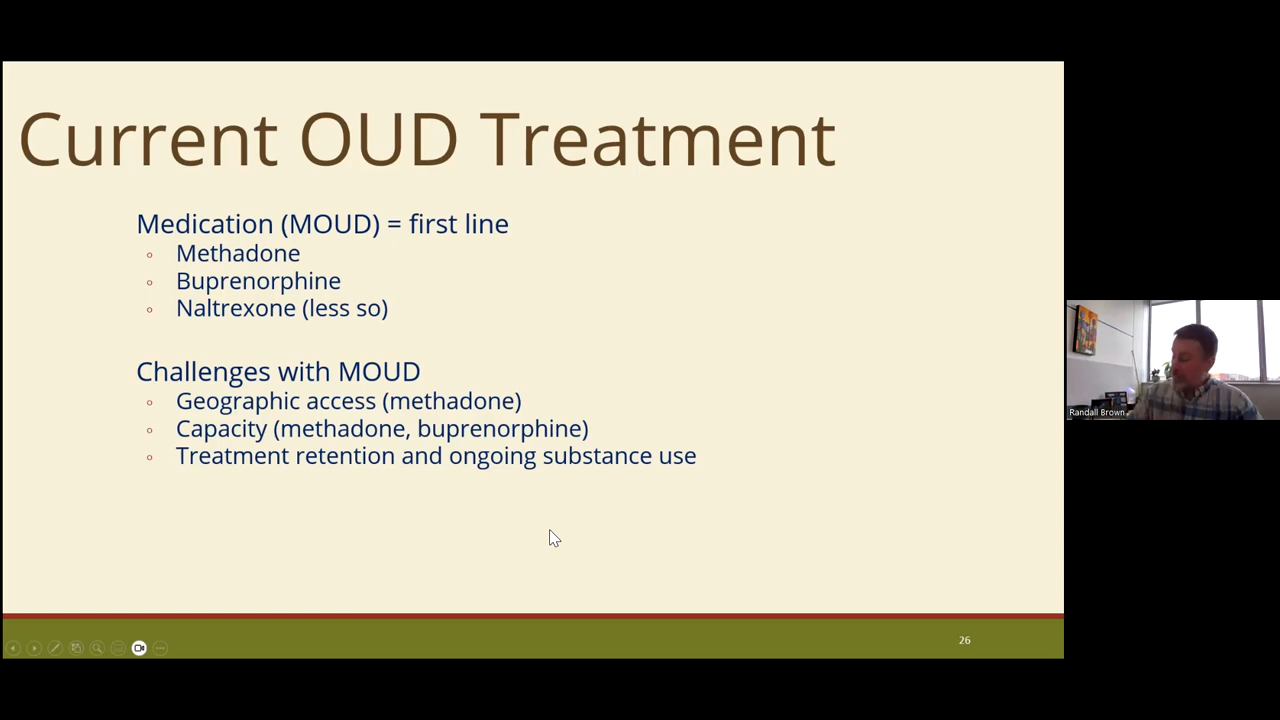 Current OUD Treatment
Medication (MOUD) = first line
Methadone
Buprenorphine
Naltrexone (less so)
Challenges with MOUD
Geographic access (methadone)
Capacity (methadone, buprenorphine)
Treatment retention and ongoing substance use
26
Randall Brown